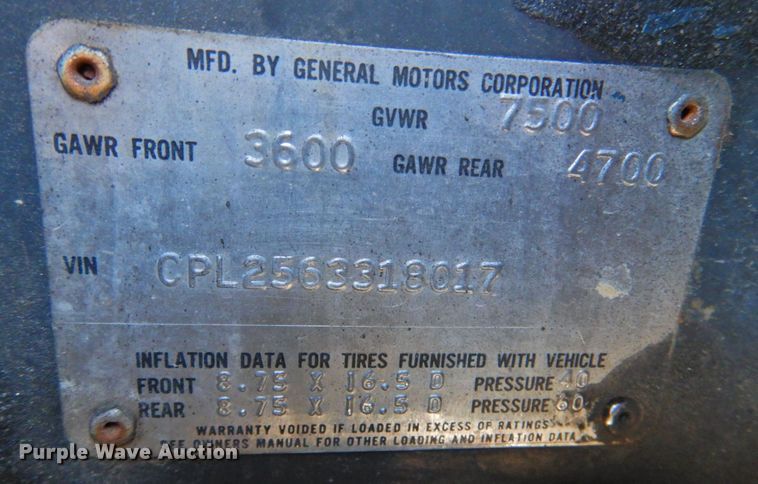 MFD. BY GENERAL MOTORS CORPORATION
GVWR 7500
GAWR FRONT 3600 GAWR REAR 4700
VIN CPL2563318017
INFLATION DATA FOR TIRES FURNISHED WITH VEHICLE
FRONT 8.75 X 16.5 D PRESSURE 40
REAR 8.75 X 16.5 D PRESSURE 60
WARRANTY VOIDED IF LOADED IN EXCESS OF RATINGS
SEE OWNERS MANUAL FOR OTHER LOADING AND INFLATION DATA
Purple Wave Auction